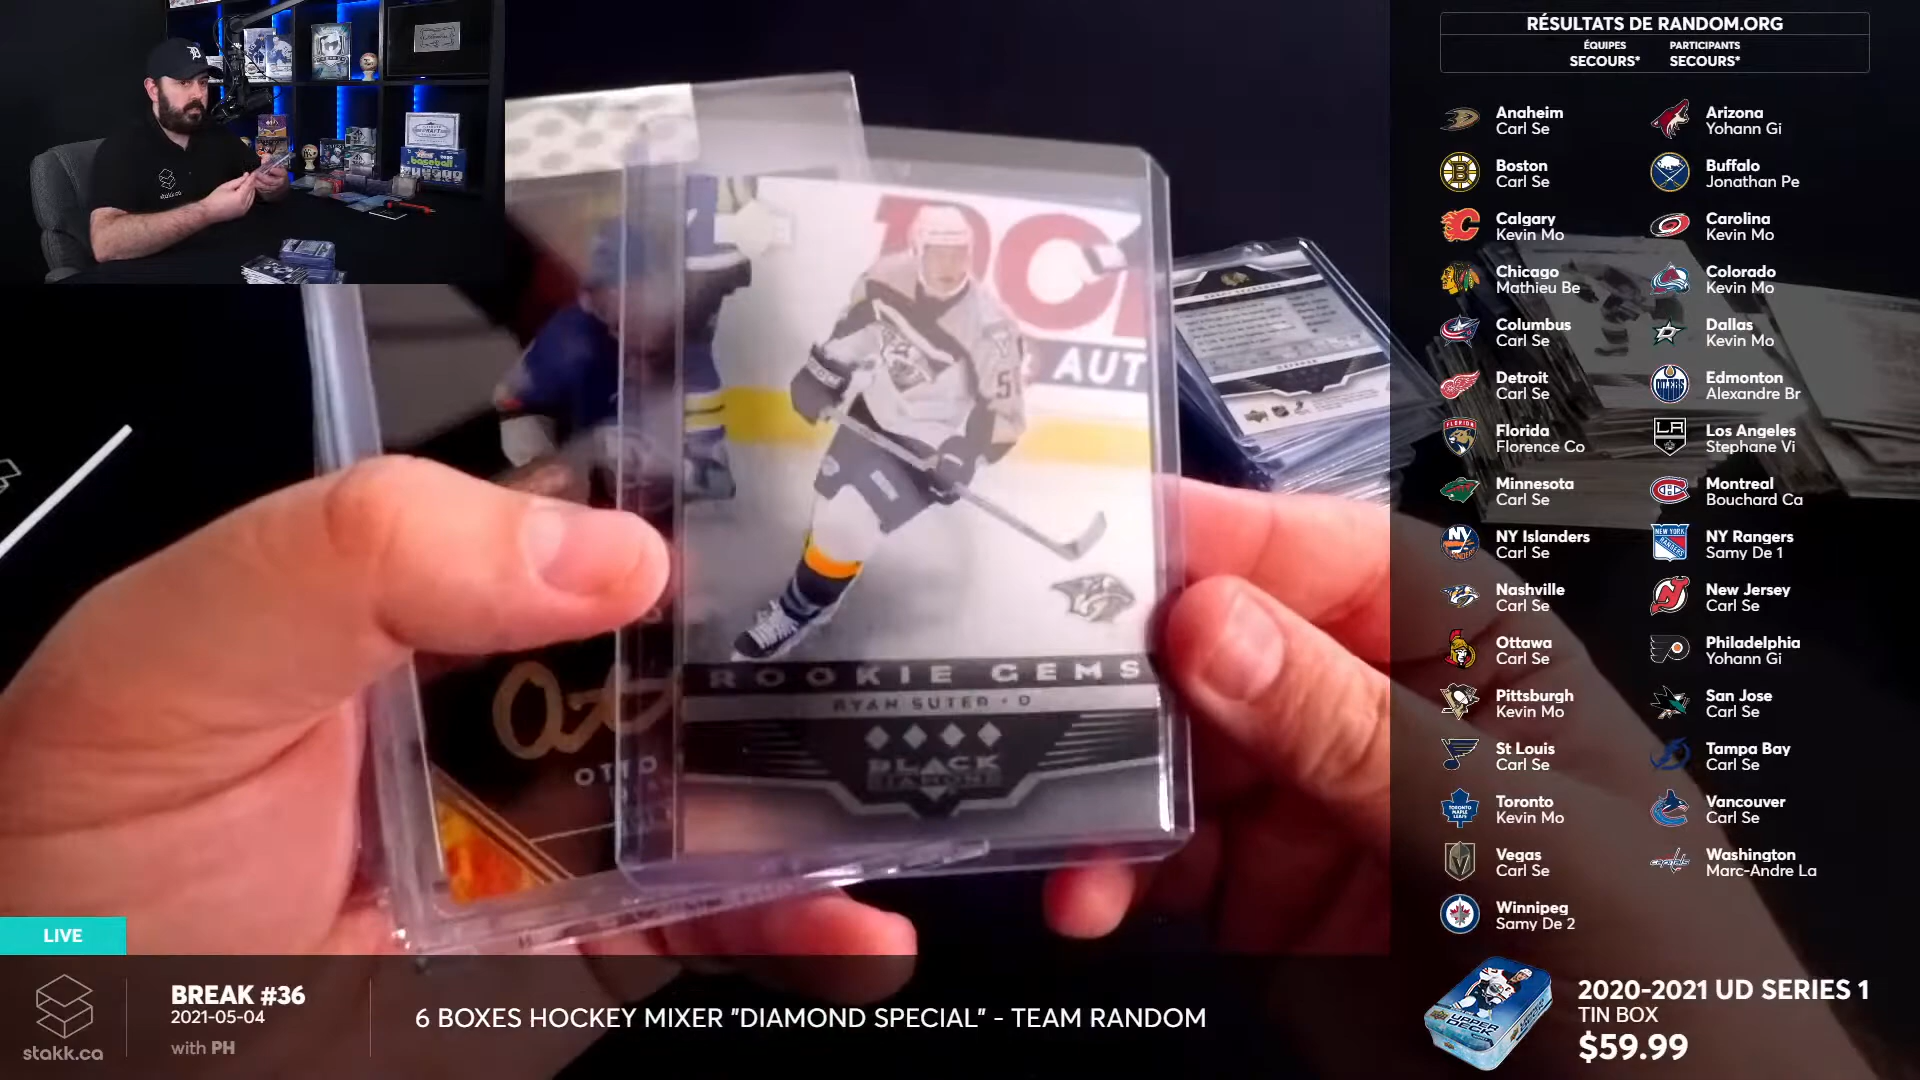 RÉSULTATS DE RANDOM.ORG
ÉQUIPES
SECOURS*
PARTICIPANTS
SECOURS*
Anaheim
Carl Se
Arizona
Yohann Gi
Boston
Carl Se
Buffalo
Jonathan Pe
Calgary
Kevin Mo
Carolina
Kevin Mo
Chicago
Mathieu Be
Colorado
Kevin Mo
Columbus
Carl Se
Dallas
Kevin Mo
Detroit
Carl Se
Edmonton
Alexandre Br
Florida
Florence Co
Los Angeles
Stephane Vi
Minnesota
Carl Se
Montreal
Bouchard Ca
NY Islanders
Carl Se
NY Rangers
Samy De 1
Nashville
Carl Se
New Jersey
Carl Se
Ottawa
Carl Se
Philadelphia
Yohann Gi
Pittsburgh
Kevin Mo
San Jose
Carl Se
St Louis
Carl Se
Tampa Bay
Carl Se
Toronto
Kevin Mo
Vancouver
Carl Se
Vegas
Carl Se
Washington
Marc-Andre La
Winnipeg
Samy De 2
AUT
ROOKIE GEMS
RYAN SUTER • D
BLACK
DIAMOND
OTTO
LIVE
stakk.ca
BREAK #36
2021-05-04
with PH
6 BOXES HOCKEY MIXER "DIAMOND SPECIAL" - TEAM RANDOM
UPPER DECK
2020-2021 UD SERIES 1
TIN BOX
$59.99